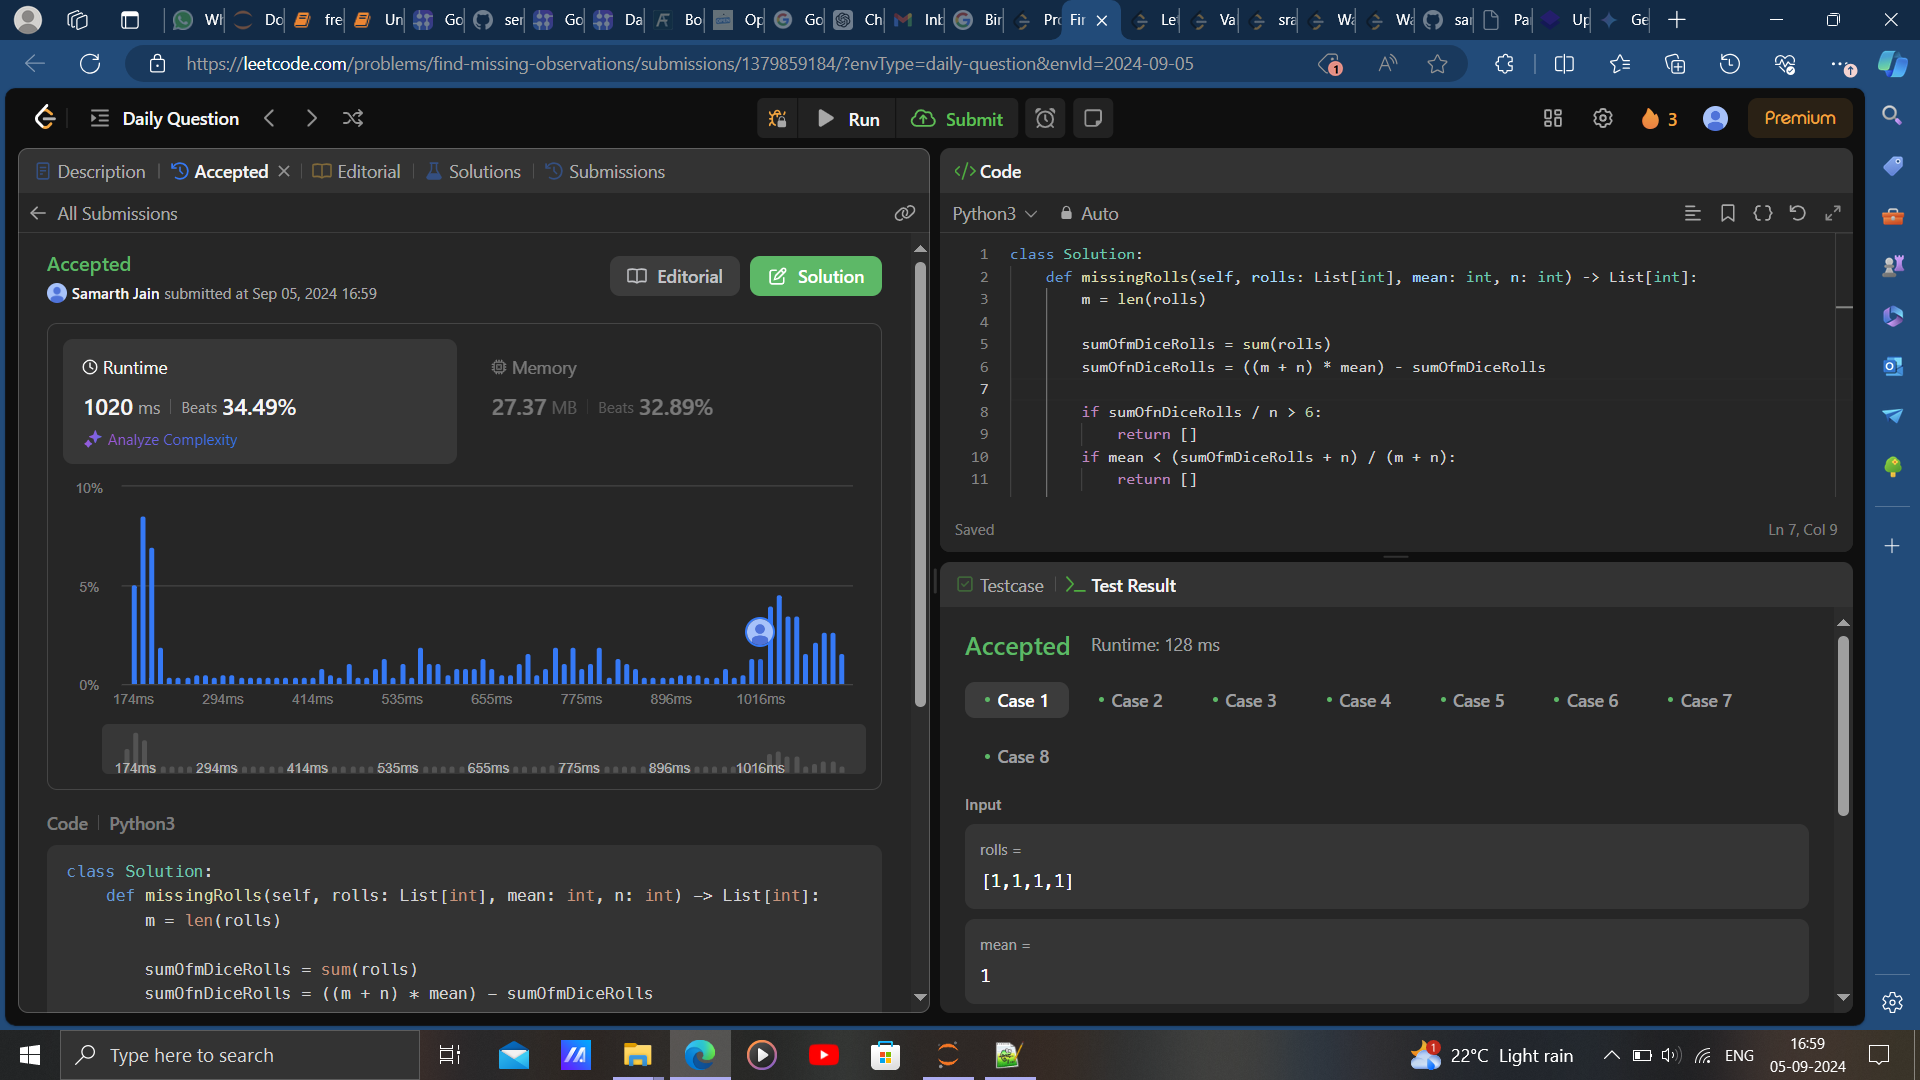 Wh
Do
fre
Un
Go
ser
Go
Da
Bo
Op
Go
Ch
Inb
Bir
Pro
Fin
Let
Va
sra
Wa
Wa
sar
Pa
Up
Ge
https://leetcode.com/problems/find-missing-observations/submissions/1379859184/?envType=daily-question&envId=2024-09-05
Daily Question
Run
Submit
3
Premium
Description
Accepted
Editorial
Solutions
Submissions
All Submissions
Accepted
Samarth Jain submitted at Sep 05, 2024 16:59
Editorial
Solution
Runtime
1020 ms | Beats 34.49%
Analyze Complexity
Memory
27.37 MB | Beats 32.89%
10%
5%
0%
174ms 294ms 414ms 535ms 655ms 775ms 896ms 1016ms
174ms 294ms 414ms 535ms 655ms 775ms 896ms 1016ms
Code | Python3
class Solution:
def missingRolls(self, rolls: List[int], mean: int, n: int) -> List[int]:
m = len(rolls)
sumOfmDiceRolls = sum(rolls)
sumOfnDiceRolls = ((m + n) * mean) - sumOfmDiceRolls
</> Code
Python3
Auto
1 class Solution:
2 def missingRolls(self, rolls: List[int], mean: int, n: int) -> List[int]:
3 m = len(rolls)
4
5 sumOfmDiceRolls = sum(rolls)
6 sumOfnDiceRolls = ((m + n) * mean) - sumOfmDiceRolls
7
8 if sumOfnDiceRolls / n > 6:
9 return []
10 if mean < (sumOfmDiceRolls + n) / (m + n):
11 return []
Saved
Ln 7, Col 9
Testcase
Test Result
Accepted Runtime: 128 ms
Case 1
Case 2
Case 3
Case 4
Case 5
Case 6
Case 7
Case 8
Input
rolls =
[1,1,1,1]
mean =
1
Type here to search
22°C Light rain
ENG
16:59
05-09-2024